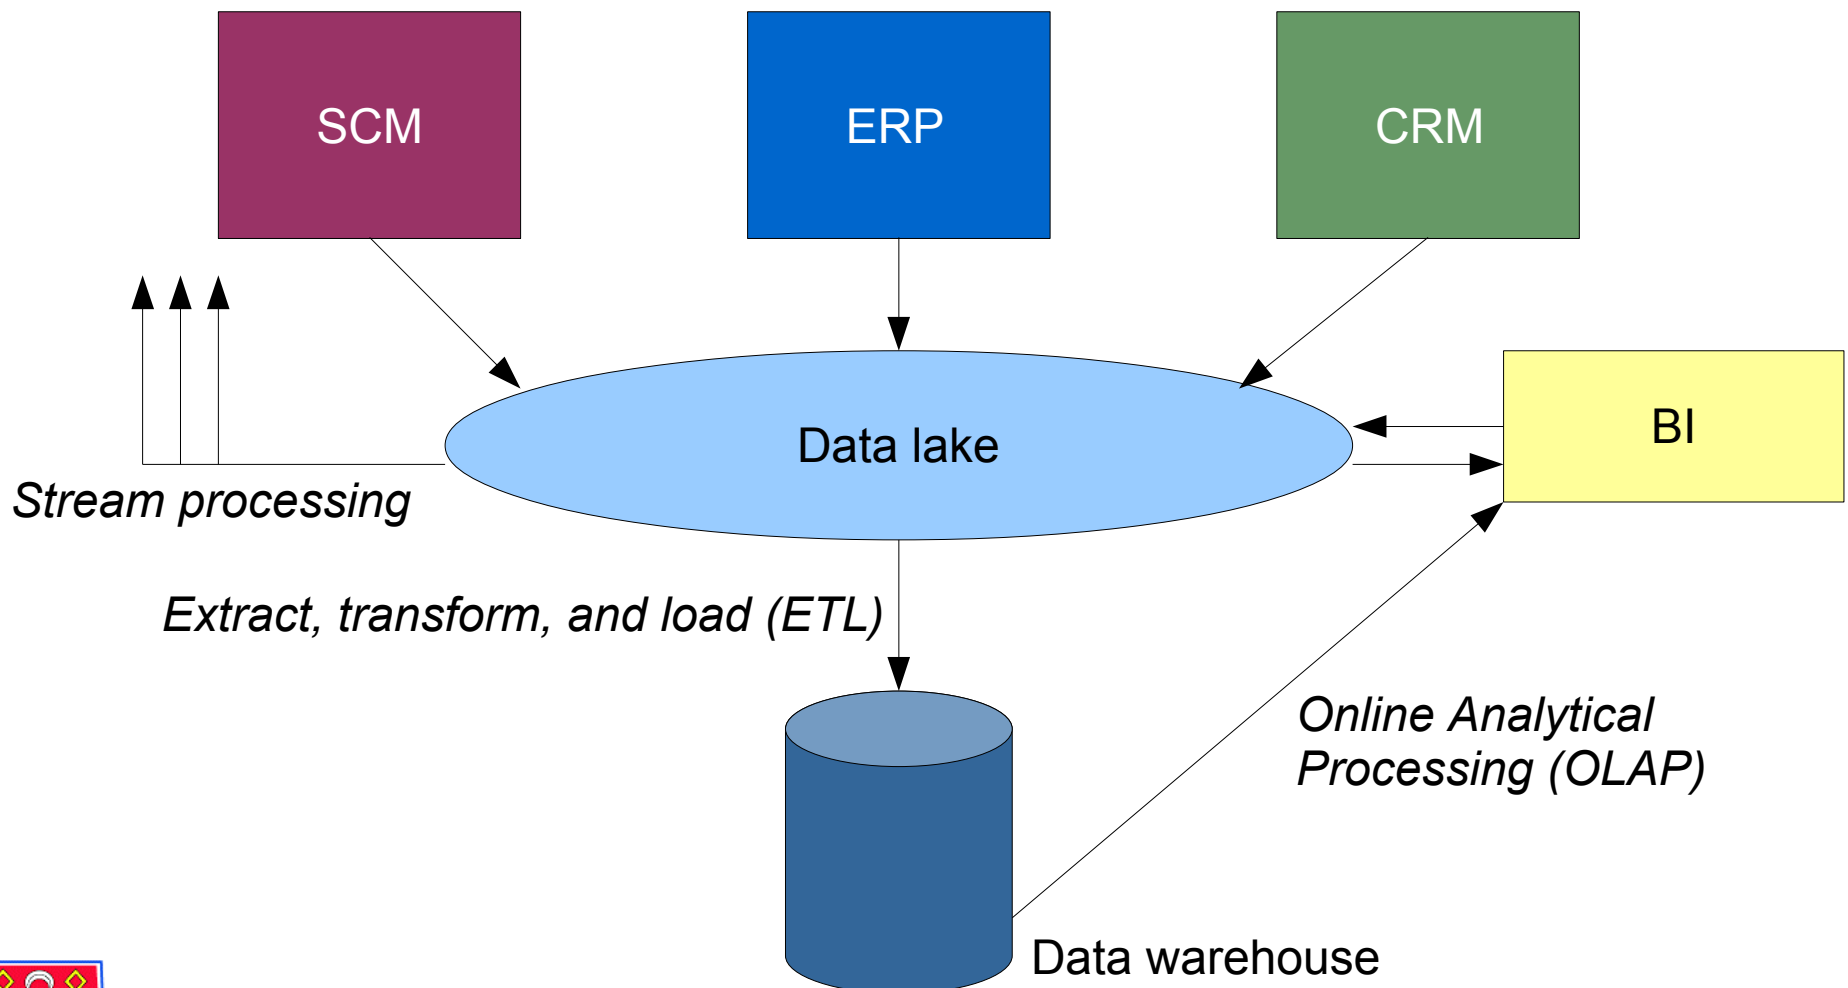 SCM
ERP
CRM
Data lake
BI
Stream processing
Extract, transform, and load (ETL)
Online Analytical
Processing (OLAP)
Data warehouse